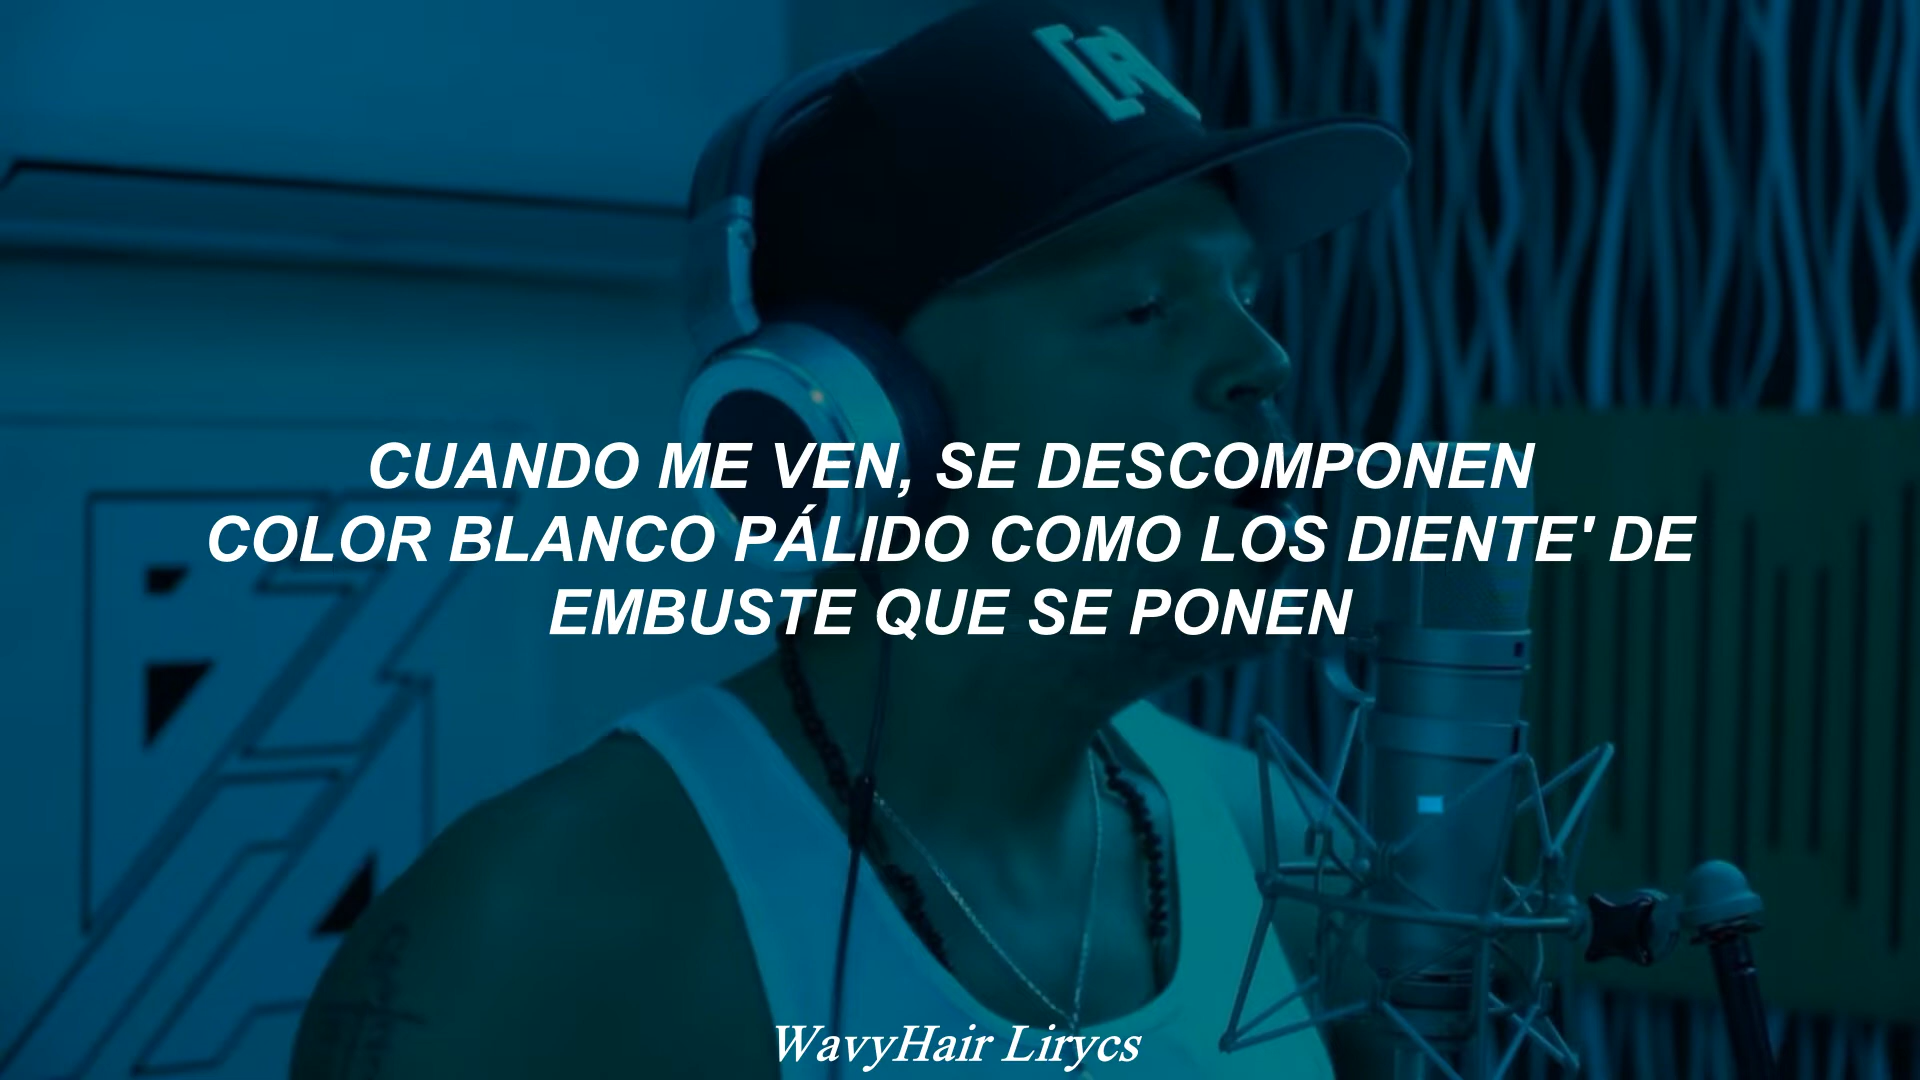 CUANDO ME VEN, SE DESCOMPONEN
COLOR BLANCO PÁLIDO COMO LOS DIENTE' DE
EMBUSTE QUE SE PONEN
WavyHair Lirycs